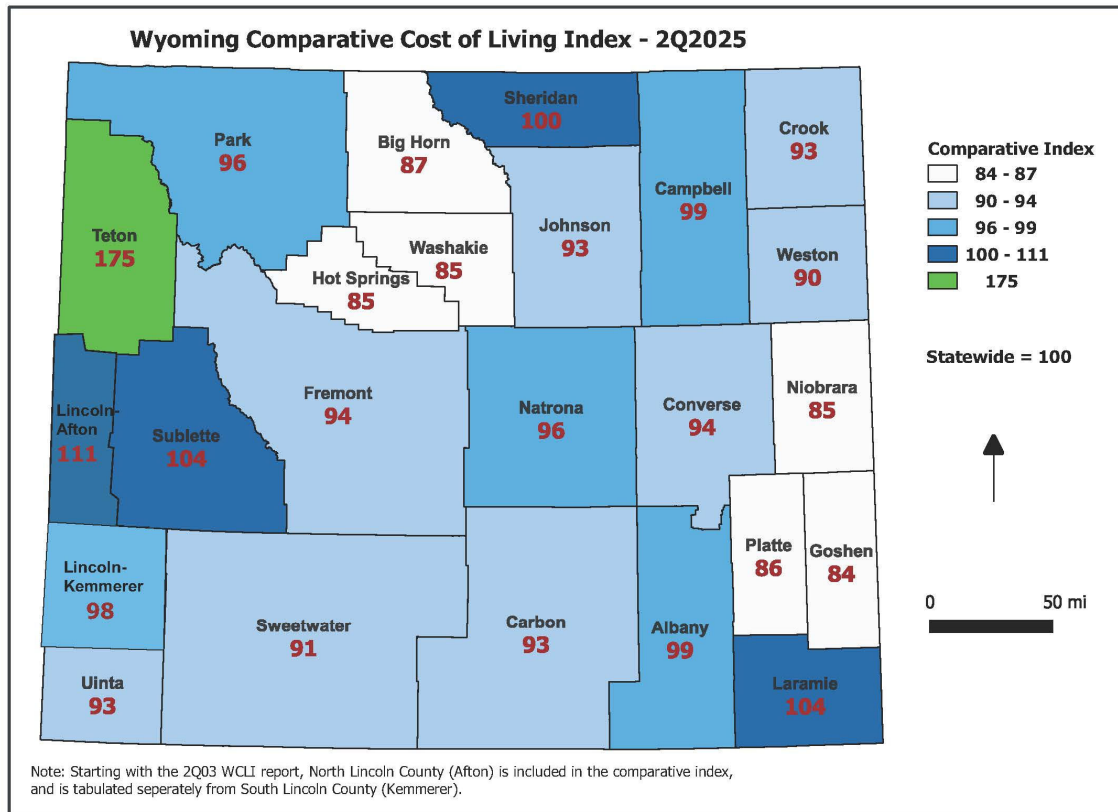 Wyoming Comparative Cost of Living Index - 2Q2025
Park
96
Big Horn
87
Sheridan
100
Campbell
99
Crook
93
Teton
175
Washakie
85
Hot Springs
85
Johnson
93
Weston
90
Lincoln-
Afton
111
Sublette
104
Fremont
94
Natrona
96
Converse
94
Niobrara
85
Lincoln-
Kemmerer
98
Uinta
93
Sweetwater
91
Carbon
93
Albany
99
Platte
86
Goshen
84
Laramie
104
Comparative Index
84 - 87
90 - 94
96 - 99
100 - 111
175
Statewide = 100
0 50 mi
Note: Starting with the 2Q03 WCLI report, North Lincoln County (Afton) is included in the comparative index,
and is tabulated seperately from South Lincoln County (Kemmerer).